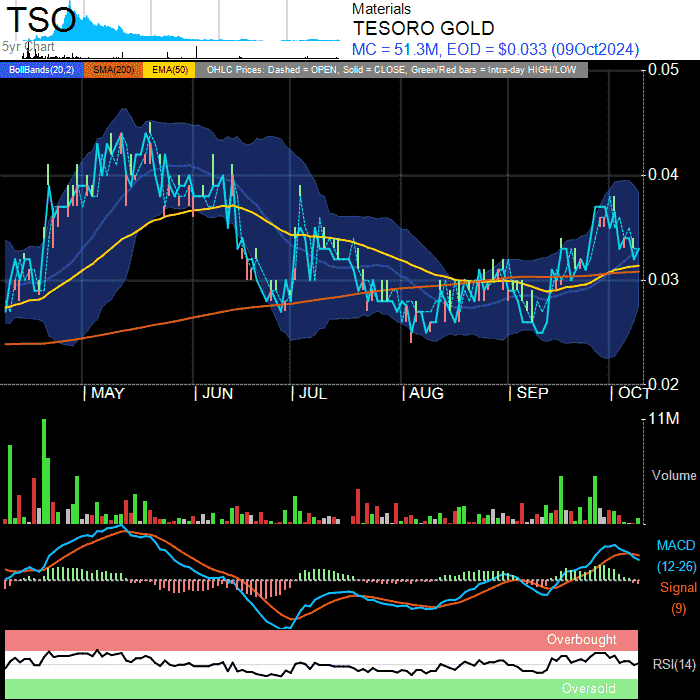 TSO
5yr Chart
Materials
TESORO GOLD
MC = 51.3M, EOD = $0.033 (09Oct2024)
BollBands(20,2) SMA(200) EMA(50) OHLC Prices: Dashed = OPEN, Solid = CLOSE, Green/Red bars = Intra-day HIGH/LOW
0.05
0.04
0.03
0.02
MAY JUN JUL AUG SEP OCT
11M
Volume
MACD
(12-26)
Signal
(9)
Overbought
RSI(14)
Oversold